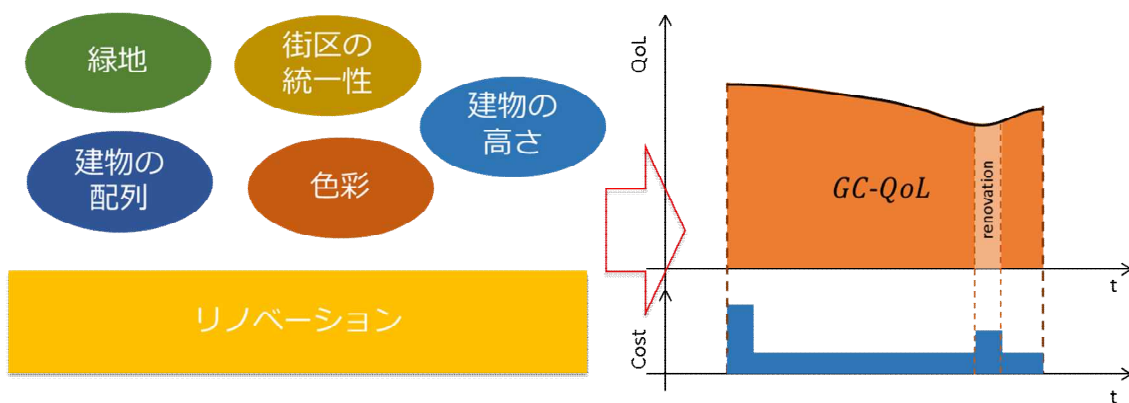 緑地
街区の
統一性
建物の
高さ
建物の
配列
色彩
リノベーション
QoL
GC-QoL
renovation
t
Cost
t